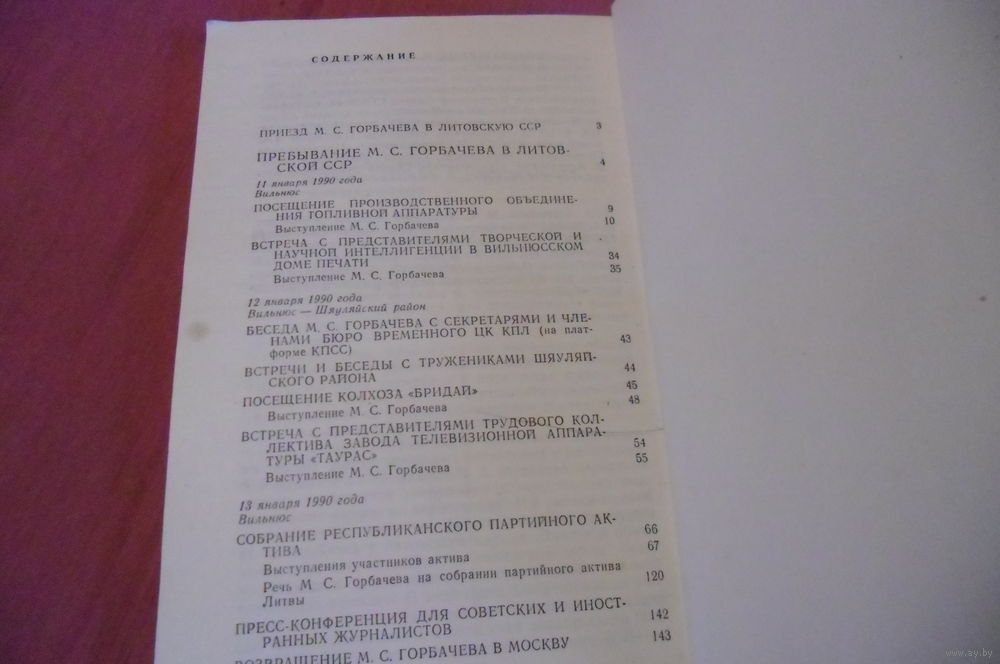 СОДЕРЖАНИЕ
ПРИЕЗД М. С. ГОРБАЧЕВА В ЛИТОВСКУЮ ССР 3
ПРЕБЫВАНИЕ М. С. ГОРБАЧЕВА В ЛИТОВ-
СКОЙ ССР 4
11 января 1990 года
Вильнюс
ПОСЕЩЕНИЕ ПРОИЗВОДСТВЕННОГО ОБЪЕДИНЕ-
НИЯ ТОПЛИВНОЙ АППАРАТУРЫ 9
Выступление М. С. Горбачева 10
ВСТРЕЧА С ПРЕДСТАВИТЕЛЯМИ ТВОРЧЕСКОЙ И
НАУЧНОЙ ИНТЕЛЛИГЕНЦИИ В ВИЛЬНЮССКОМ
ДОМЕ ПЕЧАТИ 34
Выступление М. С. Горбачева 35
12 января 1990 года
Вильнюс — Шяуляйский район
БЕСЕДА М. С. ГОРБАЧЕВА С СЕКРЕТАРЯМИ И ЧЛЕ-
НАМИ БЮРО ВРЕМЕННОГО ЦК КПЛ (на плат-
форме КПСС) 43
ВСТРЕЧИ И БЕСЕДЫ С ТРУЖЕНИКАМИ ШЯУЛЯЙ-
СКОГО РАЙОНА 44
ПОСЕЩЕНИЕ КОЛХОЗА «БРИДАЙ» 45
Выступление М. С. Горбачева 48
ВСТРЕЧА С ПРЕДСТАВИТЕЛЯМИ ТРУДОВОГО КОЛ-
ЛЕКТИВА ЗАВОДА ТЕЛЕВИЗИОННОЙ АППАРА-
ТУРЫ «ТАУРАС» 54
Выступление М. С. Горбачева 55
13 января 1990 года
Вильнюс
СОБРАНИЕ РЕСПУБЛИКАНСКОГО ПАРТИЙНОГО АК-
ТИВА 66
Выступления участников актива 67
Речь М. С. Горбачева на собрании партийного актива
Литвы 120
ПРЕСС-КОНФЕРЕНЦИЯ ДЛЯ СОВЕТСКИХ И ИНОСТ-
РАННЫХ ЖУРНАЛИСТОВ 142
ВОЗВРАЩЕНИЕ М. С. ГОРБАЧЕВА В МОСКВУ 143
www.ay.by